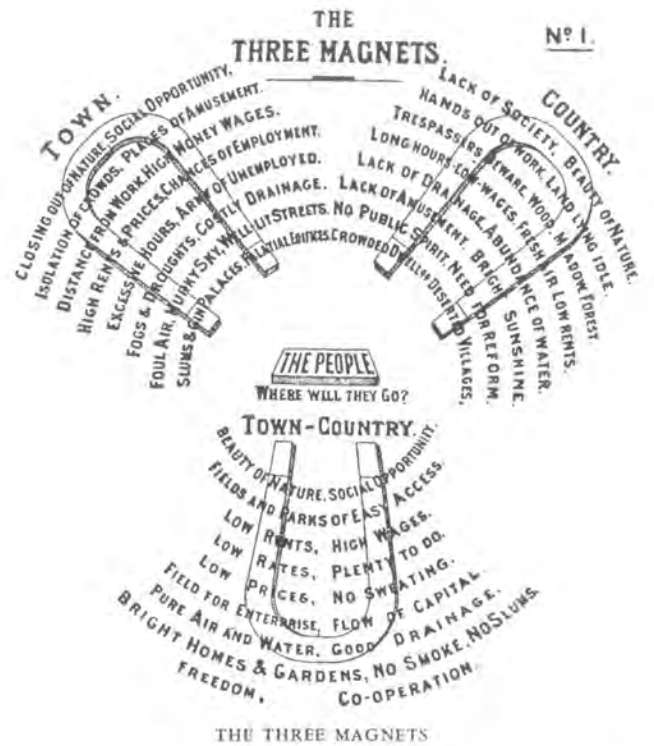 THE
THREE MAGNETS.
Nº 1.
TOWN.
CLOSING OUT OF NATURE. SOCIAL OPPORTUNITY.
ISOLATION OF CROWDS. PLACES OF AMUSEMENT.
DISTANCE FROM WORK. HIGH MONEY WAGES.
HIGH RENTS & PRICES. CHANCES OF EMPLOYMENT.
EXCESSIVE HOURS. ARMY OF UNEMPLOYED.
FOGS & DROUGHTS. COSTLY DRAINAGE.
FOUL AIR. MURKY SKY. WELL-LIT STREETS.
SLUMS & GIN PALACES. PALATIAL EDIFICES.
COUNTRY.
LACK OF SOCIETY. BEAUTY OF NATURE.
HANDS OUT OF WORK. LAND LYING IDLE.
TRESPASSERS BEWARE. WOOD. MEADOW. FOREST.
LONG HOURS-LOW-WAGES. FRESH AIR LOW RENTS.
LACK OF DRAINAGE. ABUNDANCE OF WATER.
LACK OF AMUSEMENT. BRIGHT SUNSHINE.
NO PUBLIC SPIRIT. NEED FOR REFORM.
CROWDED DWELLGS DESERTED VILLAGES.
THE PEOPLE
WHERE WILL THEY GO?
TOWN-COUNTRY.
BEAUTY OF NATURE. SOCIAL OPPORTUNITY.
FIELDS AND PARKS OF EASY ACCESS.
LOW RENTS, HIGH WAGES.
LOW RATES, PLENTY TO DO.
LOW PRICES, NO SWEATING.
FIELD FOR ENTERPRISE, FLOW OF CAPITAL.
PURE AIR AND WATER, GOOD DRAINAGE.
BRIGHT HOMES & GARDENS, NO SMOKE, NO SLUMS.
FREEDOM, CO-OPERATION.
THE THREE MAGNETS